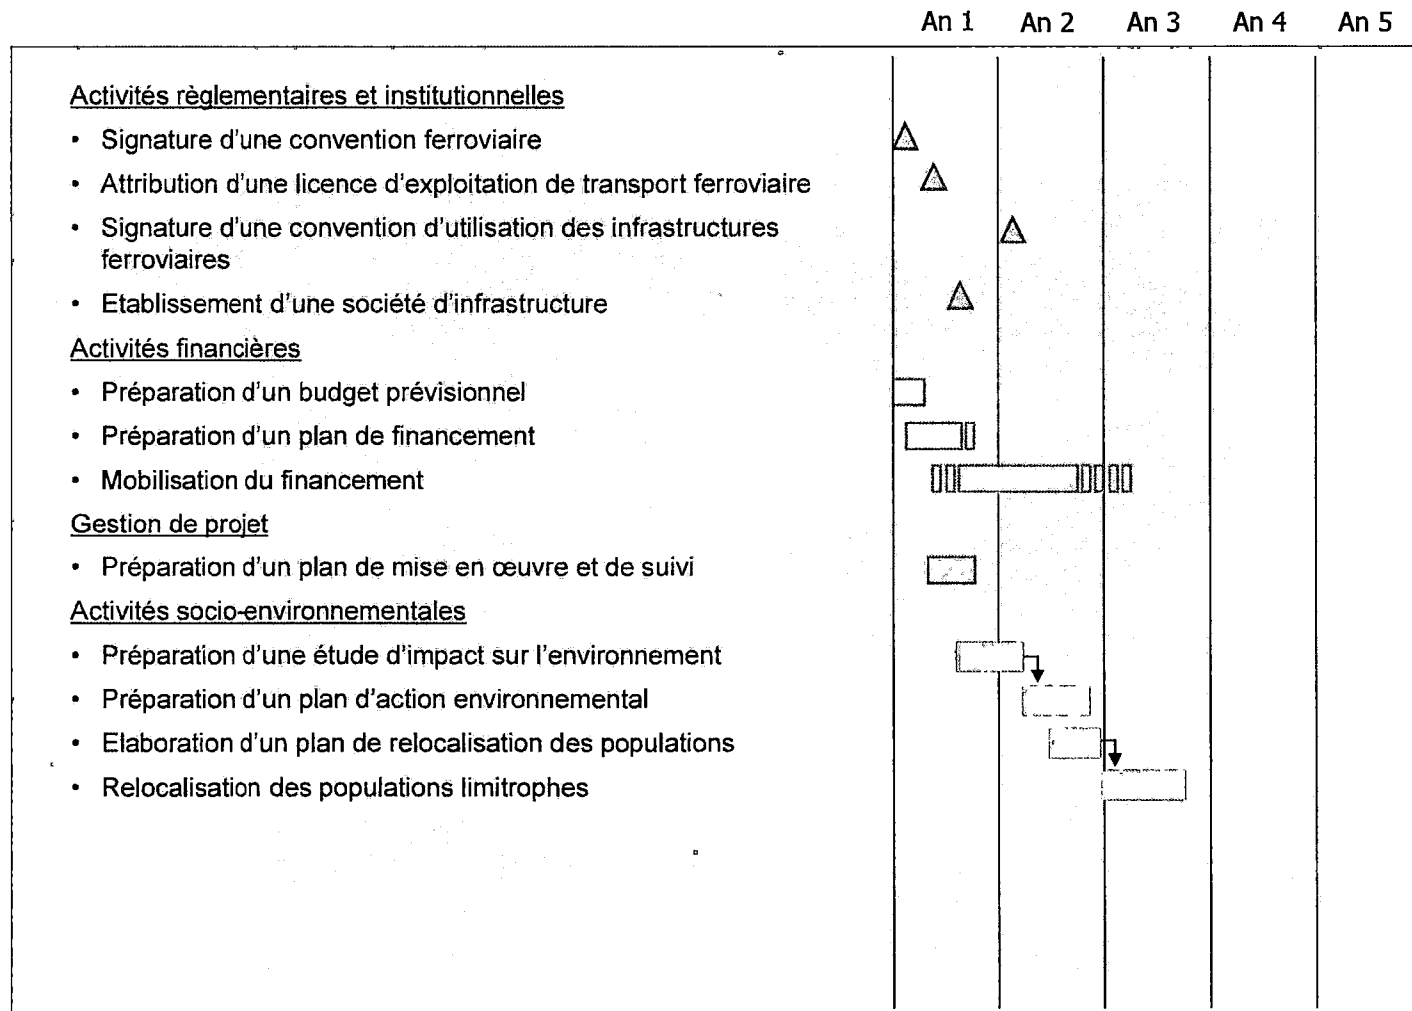 An 1 An 2 An 3 An 4 An 5
Activités règlementaires et institutionnelles
• Signature d'une convention ferroviaire
• Attribution d'une licence d'exploitation de transport ferroviaire
• Signature d'une convention d'utilisation des infrastructures
ferroviaires
• Etablissement d'une société d'infrastructure
Activités financières
• Préparation d'un budget prévisionnel
• Préparation d'un plan de financement
• Mobilisation du financement
Gestion de projet
• Préparation d'un plan de mise en œuvre et de suivi
Activités socio-environnementales
• Préparation d'une étude d'impact sur l'environnement
• Préparation d'un plan d'action environnemental
• Elaboration d'un plan de relocalisation des populations
• Relocalisation des populations limitrophes